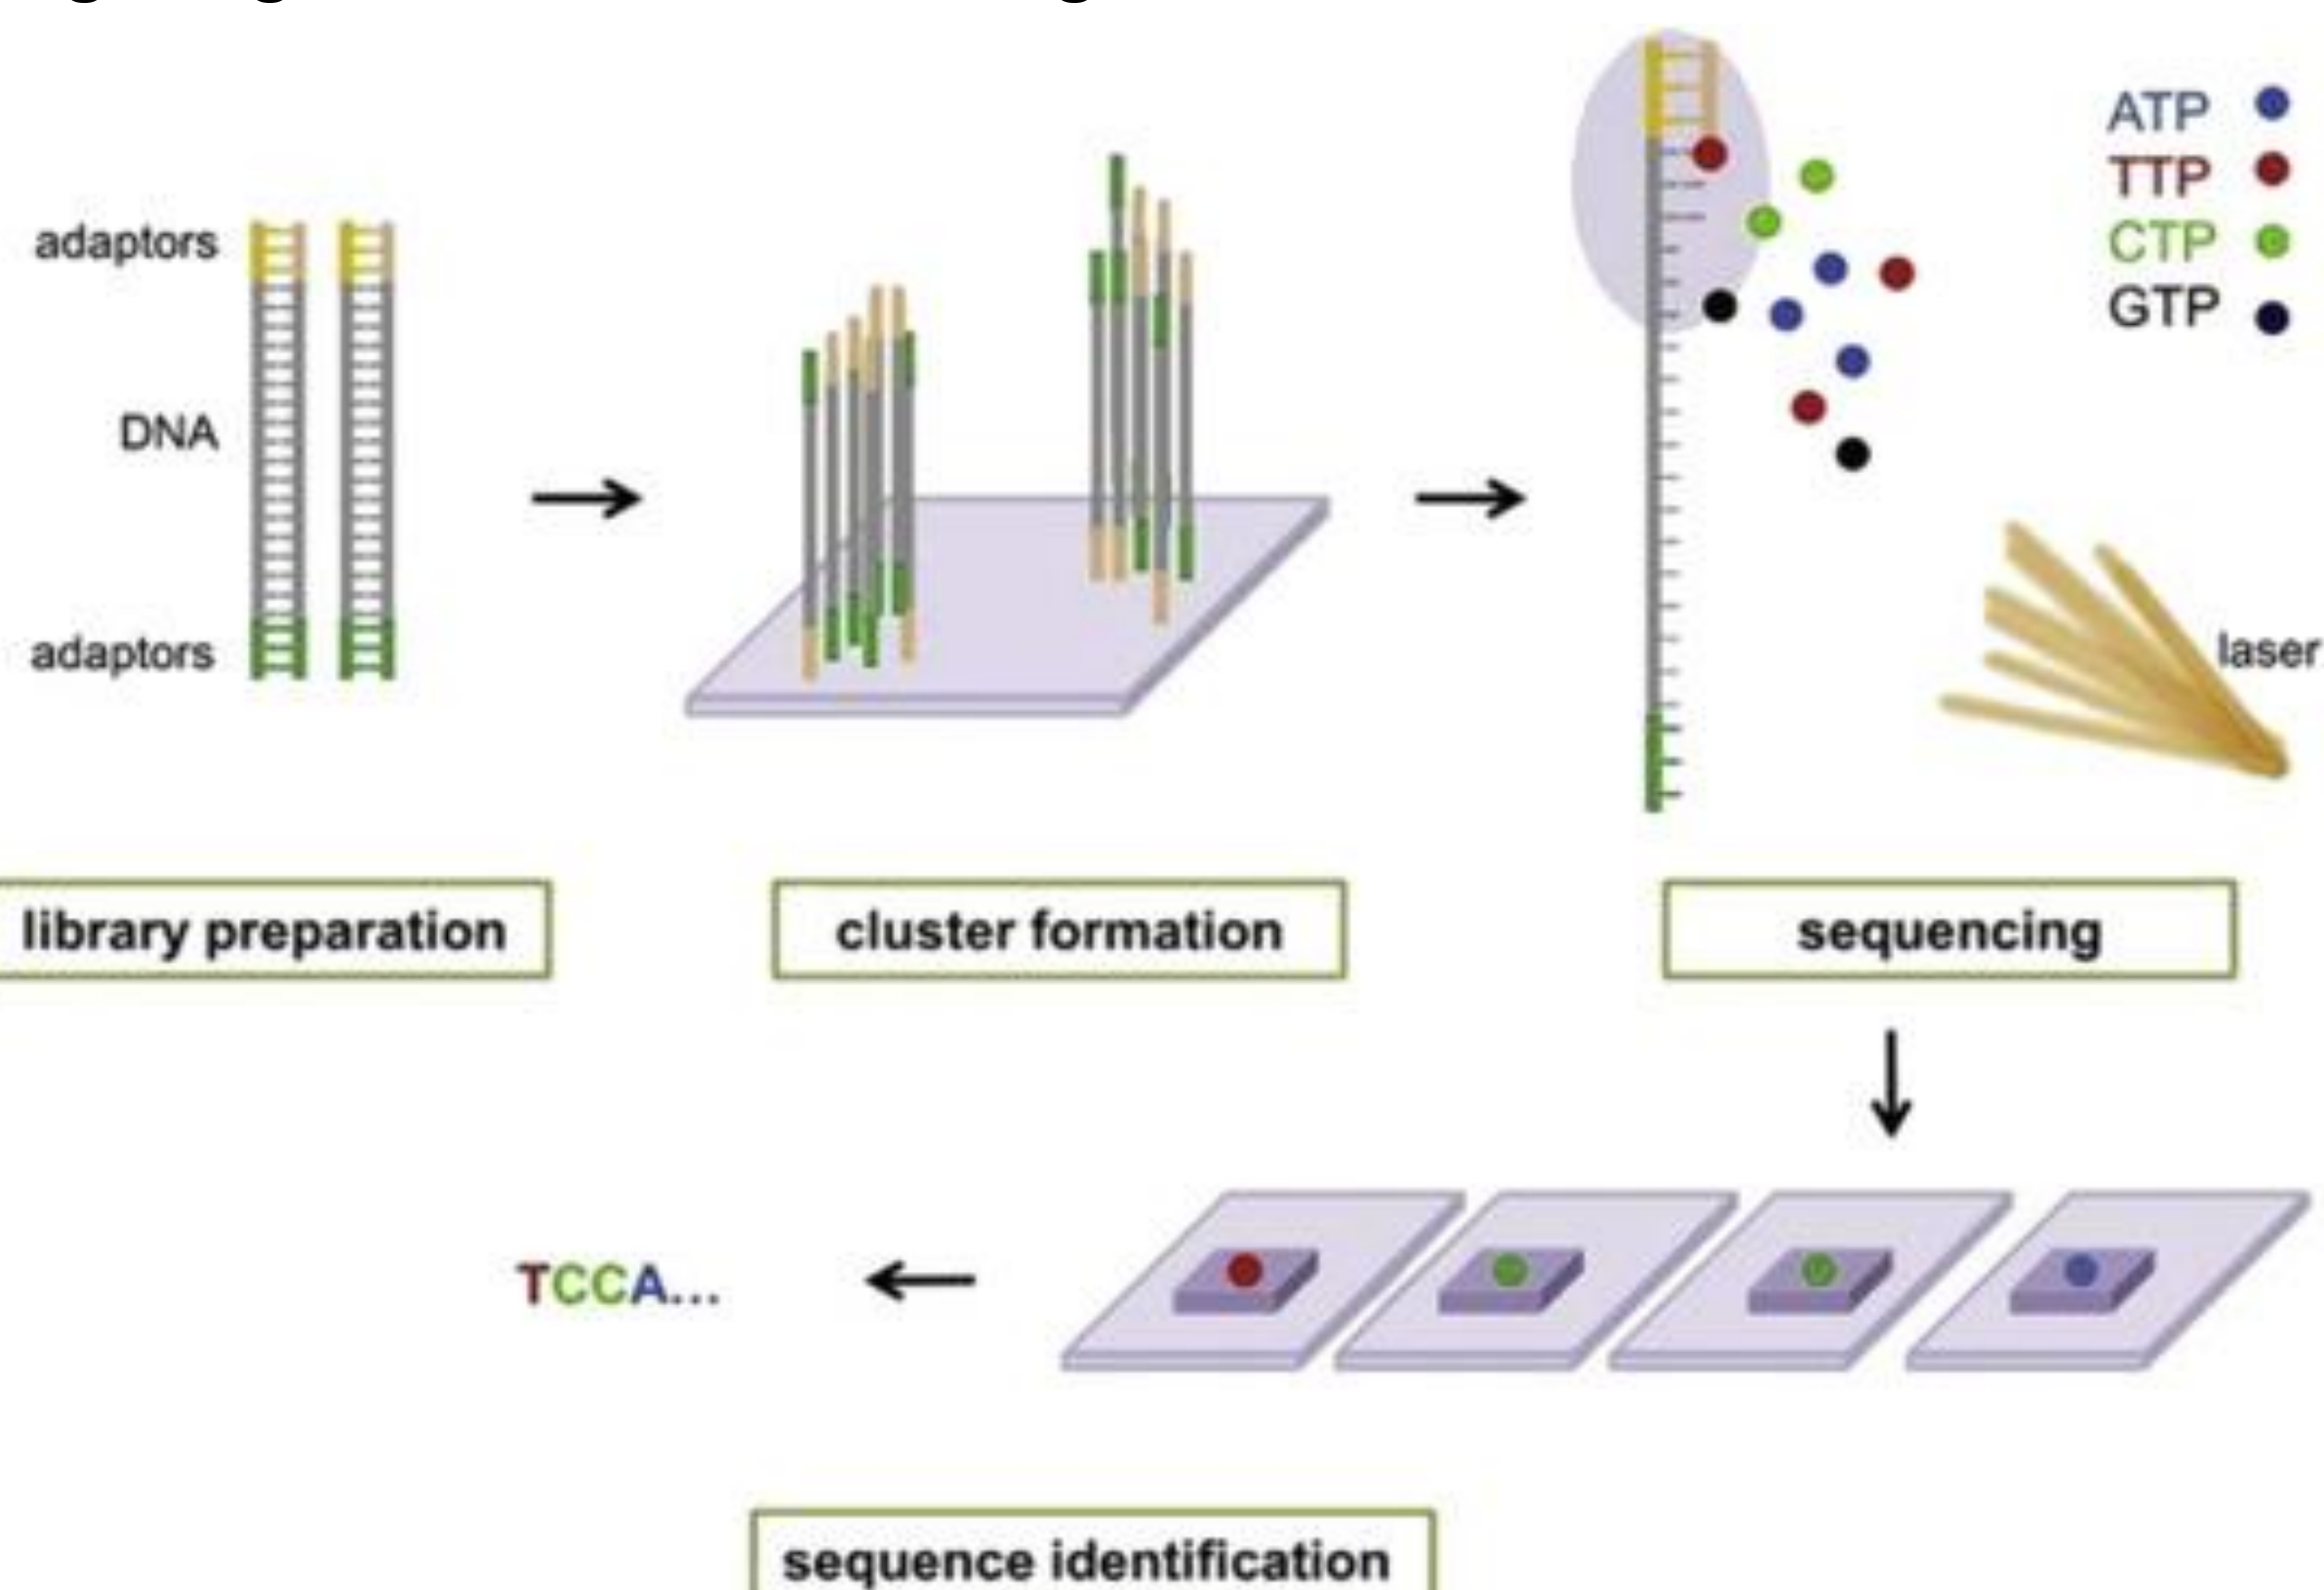 adaptors
DNA
adaptors
ATP
TTP
CTP
GTP
laser
library preparation
cluster formation
sequencing
TCCA...
sequence identification